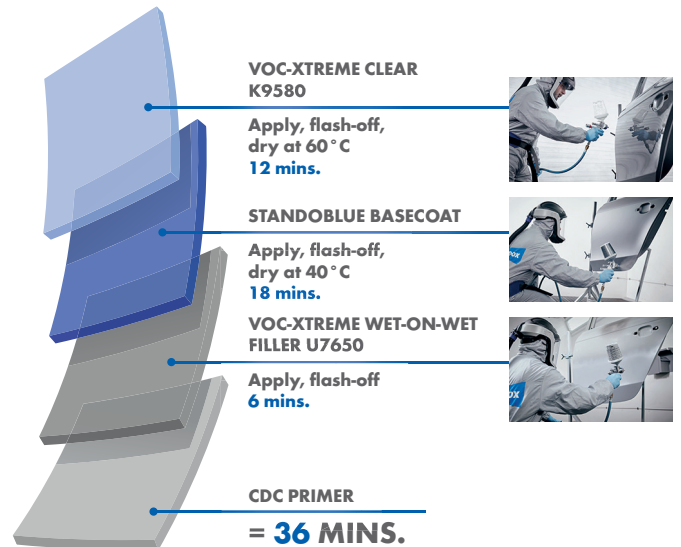 VOC-XTREME CLEAR
K9580
Apply, flash-off,
dry at 60°C
12 mins.
STANDOBLUE BASECOAT
Apply, flash-off,
dry at 40°C
18 mins.
VOC-XTREME WET-ON-WET
FILLER U7650
Apply, flash-off
6 mins.
CDC PRIMER
= 36 MINS.